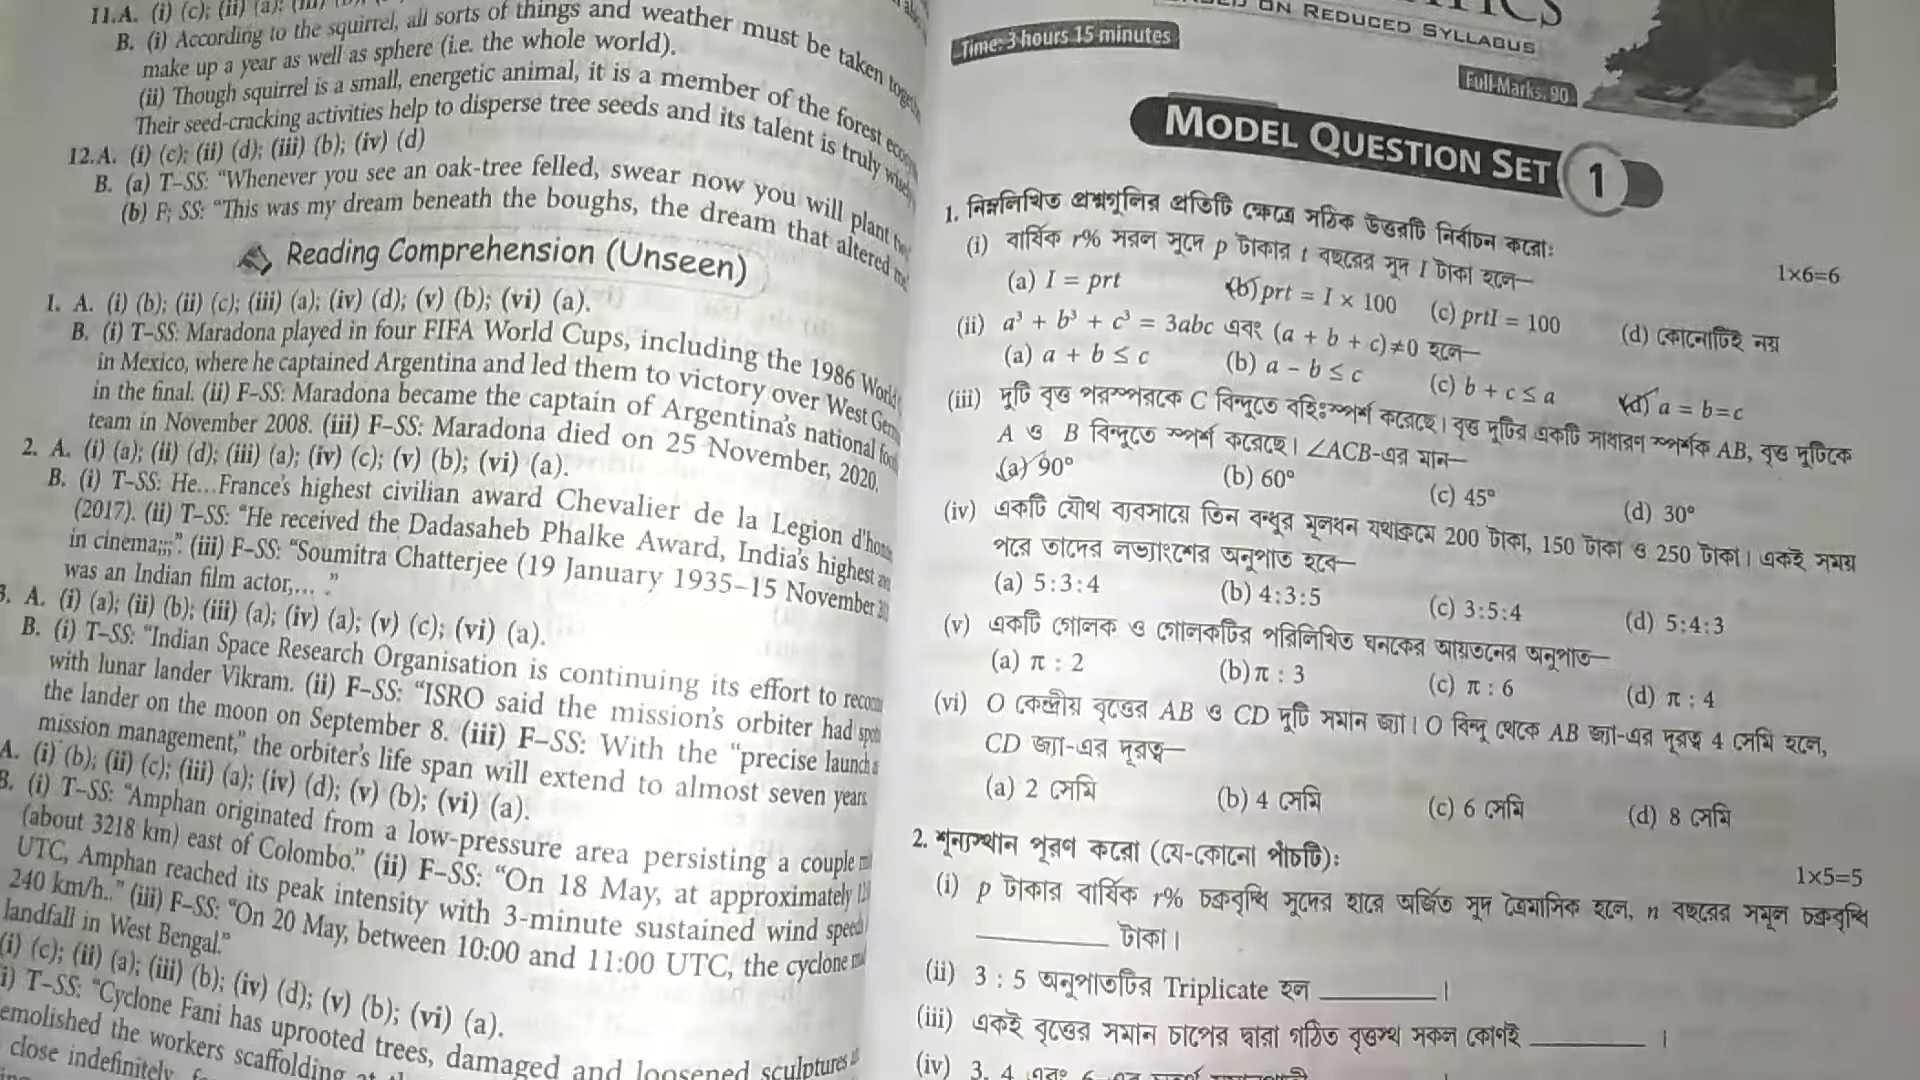 11.A. (i) (c); (ii) (a);
B. (i) According to the squirrel, all sorts of things and weather must be taken
make up a year as well as sphere (i.e. the whole world).
(ii) Though squirrel is a small, energetic animal, it is a member of the forest
Their seed-cracking activities help to disperse tree seeds and its talent is truly
12.A. (i) (c); (ii) (d); (iii) (b); (iv) (d)
B. (a) T–SS: “Whenever you see an oak-tree felled, swear now you will plant
(b) F; SS: “This was my dream beneath the boughs, the dream that altered
Reading Comprehension (Unseen)
1. A. (i) (b); (ii) (c); (iii) (a); (iv) (d); (v) (b); (vi) (a).
B. (i) T–SS: Maradona played in four FIFA World Cups, including the 1986 World
in Mexico, where he captained Argentina and led them to victory over West
in the final. (ii) F–SS: Maradona became the captain of Argentina's national
team in November 2008. (iii) F–SS: Maradona died on 25 November, 2020.
2. A. (i) (a); (ii) (d); (iii) (a); (iv) (c); (v) (b); (vi) (a).
B. (i) T–SS: He...France's highest civilian award Chevalier de la Legion
(2017). (ii) T–SS: “He received the Dadasaheb Phalke Award, India's highest
in cinema;;;” (iii) F–SS: “Soumitra Chatterjee (19 January 1935–15 November
was an Indian film actor,... ”
3. A. (i) (a); (ii) (b); (iii) (a); (iv) (a); (v) (c); (vi) (a).
B. (i) T–SS: “Indian Space Research Organisation is continuing its effort to
with lunar lander Vikram. (ii) F–SS: “ISRO said the mission's orbiter had
the lander on the moon on September 8. (iii) F–SS: With the “precise launch
mission management,” the orbiter's life span will extend to almost seven years
A. (i) (b); (ii) (c); (iii) (a); (iv) (d); (v) (b); (vi) (a).
B. (i) T–SS: “Amphan originated from a low-pressure area persisting a couple
(about 3218 km) east of Colombo.” (ii) F–SS: “On 18 May, at approximately
UTC, Amphan reached its peak intensity with 3-minute sustained wind speed
240 km/h..” (iii) F–SS: “On 20 May, between 10:00 and 11:00 UTC, the cyclone
landfall in West Bengal.”
(i) (c); (ii) (a); (iii) (b); (iv) (d); (v) (b); (vi) (a).
i) T–SS: “Cyclone Fani has uprooted trees, damaged and loosened sculptures
emolished the workers scaffolding
close indefinitely
ON REDUCED SYLLABUS
Time: 3 hours 15 minutes
Full Marks. 90
MODEL QUESTION SET 1
1. নিম্নলিখিত প্রশ্নগুলির প্রতিটি ক্ষেত্রে সঠিক উত্তরটি নির্বাচন করো: 1×6=6
(i) বার্ষিক r% সরল সুদে p টাকার t বছরের সুদ I টাকা হলে—
(a) I = prt (b) prt = I × 100 (c) prtI = 100 (d) কোনোটিই নয়
(ii) a³ + b³ + c³ = 3abc এবং (a + b + c)≠0 হলে—
(a) a + b ≤ c (b) a – b ≤ c (c) b + c ≤ a (d) a = b=c
(iii) দুটি বৃত্ত পরস্পরকে C বিন্দুতে বহিঃস্পর্শ করেছে। বৃত্ত দুটির একটি সাধারণ স্পর্শক AB, বৃত্ত দুটিকে
A ও B বিন্দুতে স্পর্শ করেছে। ∠ACB-এর মান—
(a) 90° (b) 60° (c) 45° (d) 30°
(iv) একটি যৌথ ব্যবসায়ে তিন বন্ধুর মূলধন যথাক্রমে 200 টাকা, 150 টাকা ও 250 টাকা। একই সময়
পরে তাদের লভ্যাংশের অনুপাত হবে—
(a) 5:3:4 (b) 4:3:5 (c) 3:5:4 (d) 5:4:3
(v) একটি গোলক ও গোলকটির পরিলিখিত ঘনকের আয়তনের অনুপাত—
(a) π : 2 (b) π : 3 (c) π : 6 (d) π : 4
(vi) O কেন্দ্রীয় বৃত্তের AB ও CD দুটি সমান জ্যা। O বিন্দু থেকে AB জ্যা-এর দূরত্ব 4 সেমি হলে,
CD জ্যা-এর দূরত্ব—
(a) 2 সেমি (b) 4 সেমি (c) 6 সেমি (d) 8 সেমি
2. শূন্যস্থান পূরণ করো (যে-কোনো পাঁচটি): 1×5=5
(i) p টাকার বার্ষিক r% চক্রবৃদ্ধি সুদের হারে অর্জিত সুদ ত্রৈমাসিক হলে, n বছরের সমূল চক্রবৃদ্ধি
__________ টাকা।
(ii) 3 : 5 অনুপাতটির Triplicate হল ________।
(iii) একই বৃত্তের সমান চাপের দ্বারা গঠিত বৃত্তস্থ সকল কোণই ________।
(iv) 3, 4 এবং 6